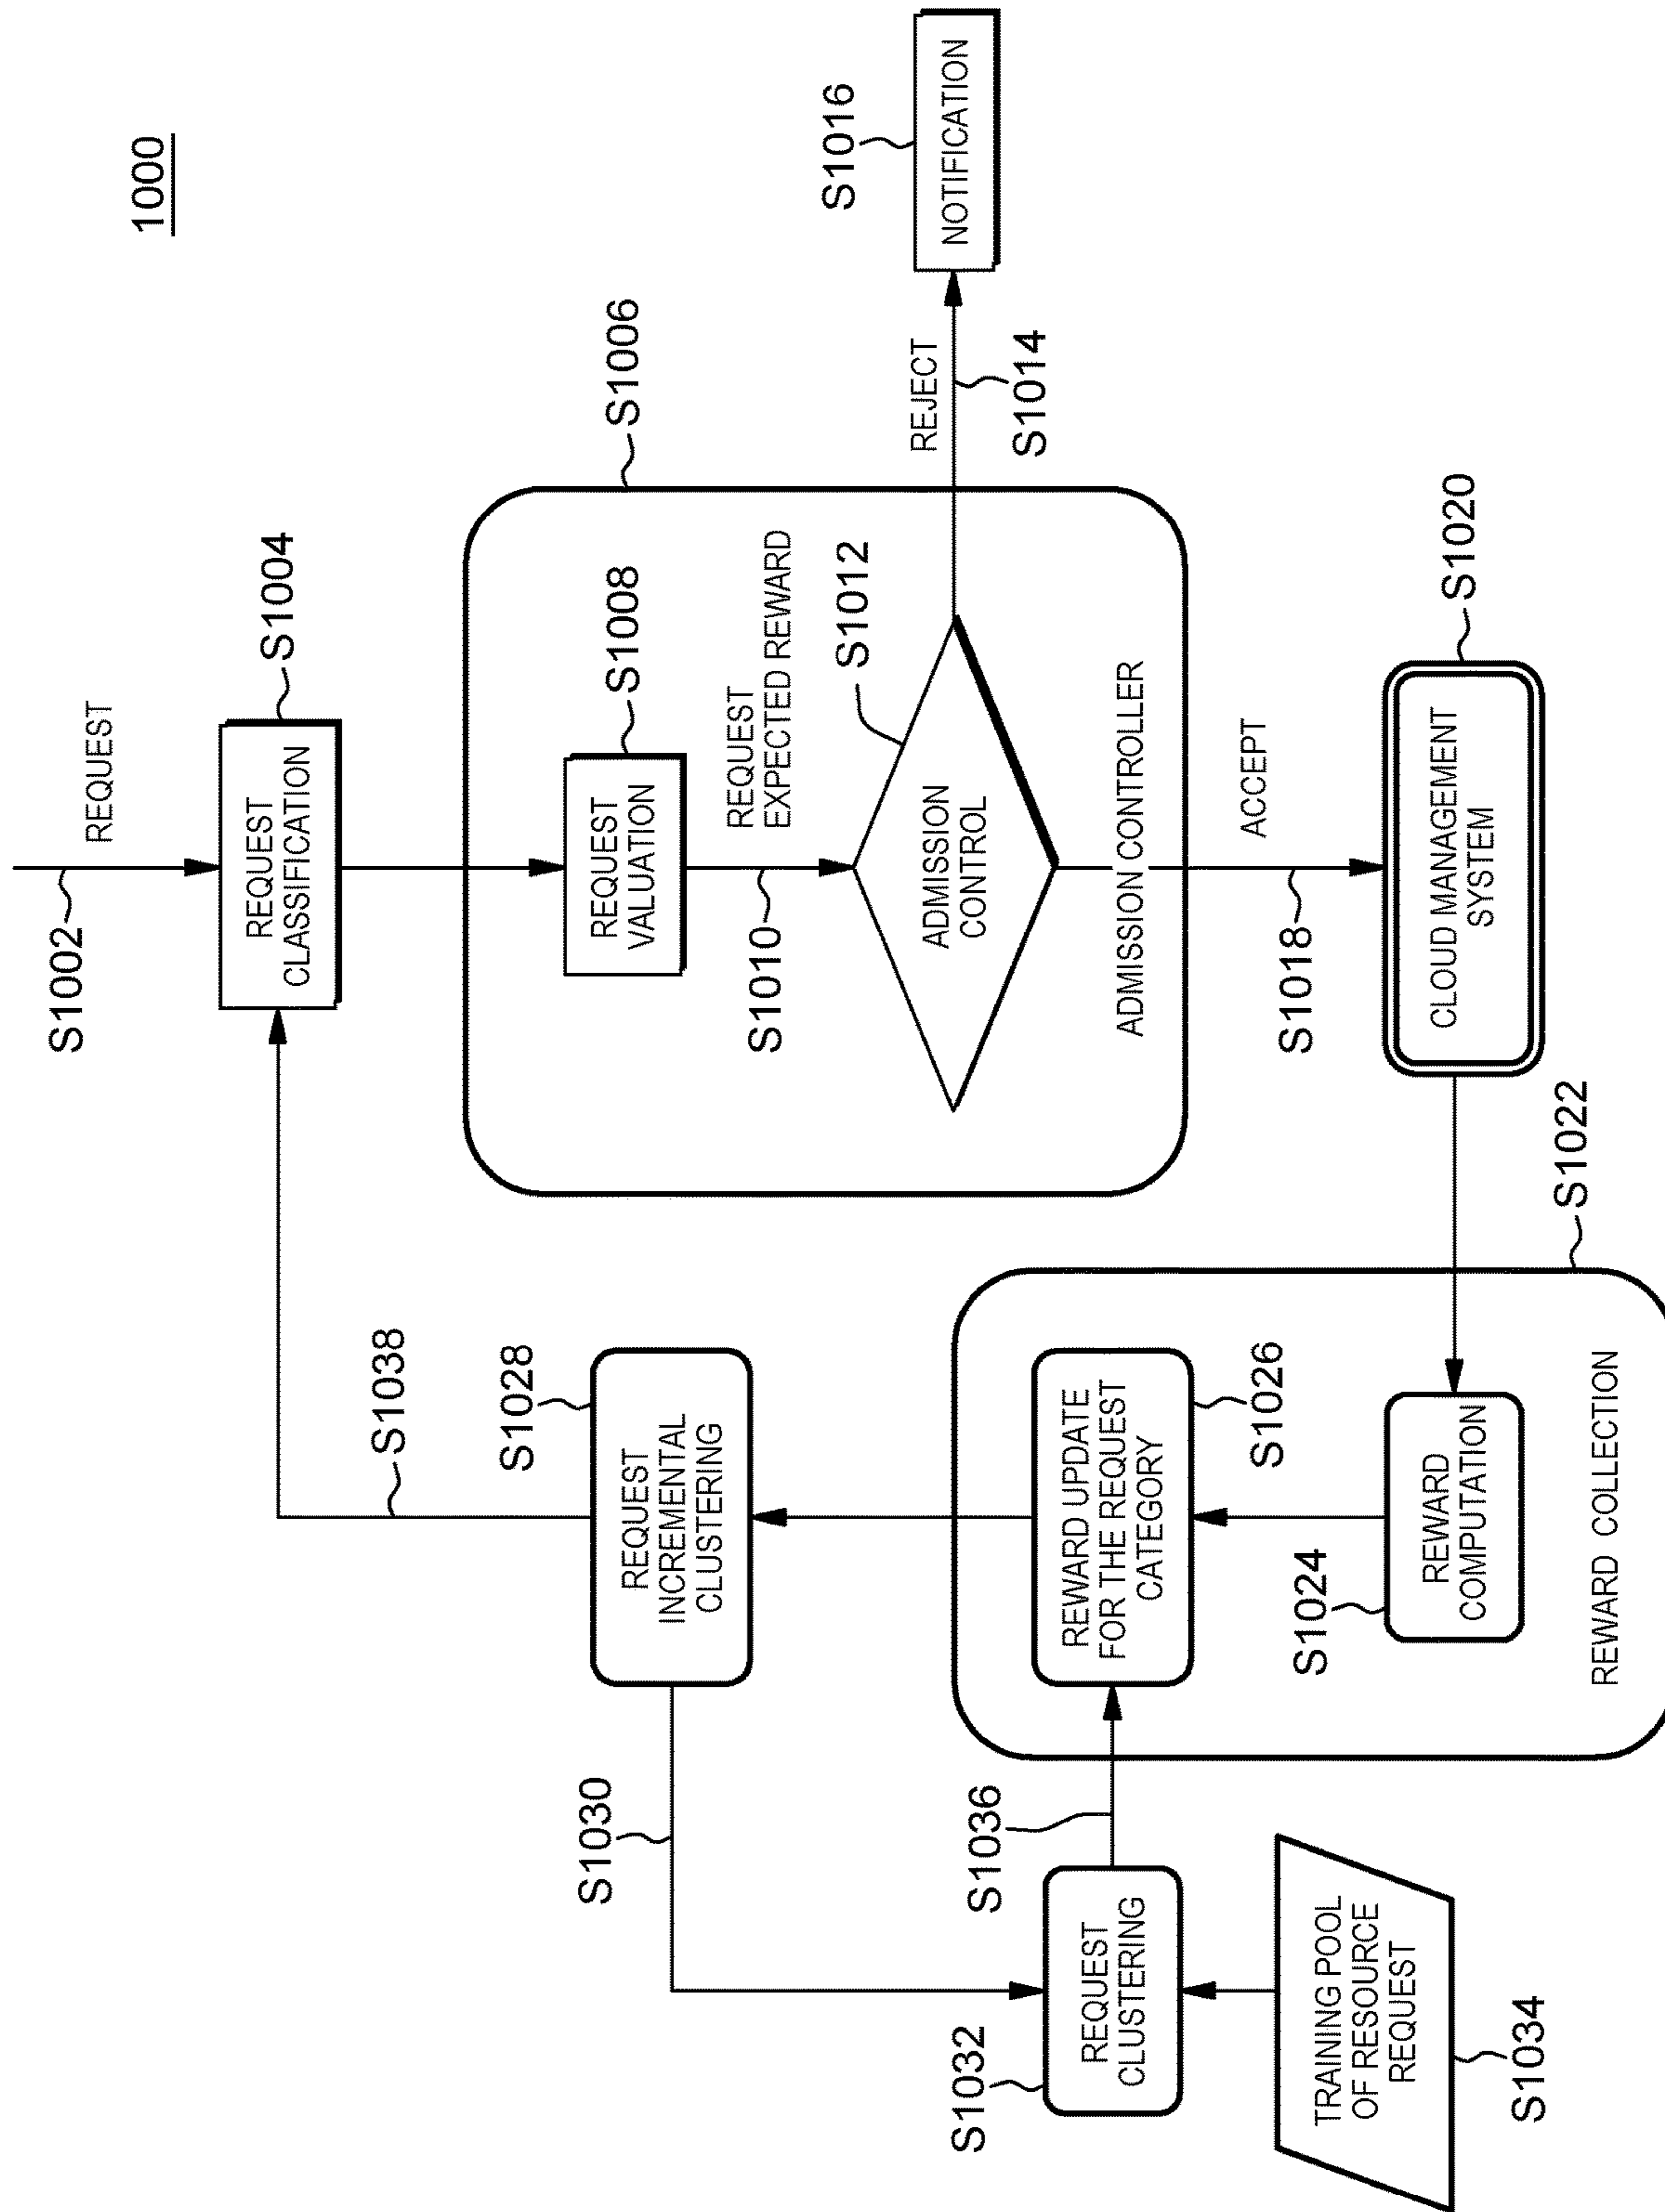 1000
S1002
REQUEST
REQUEST
CLASSIFICATION
S1004
S1006
REQUEST
VALUATION
S1008
S1010
REQUEST
EXPECTED REWARD
ADMISSION
CONTROL
S1012
ADMISSION CONTROLLER
REJECT
S1014
NOTIFICATION
S1016
S1018
ACCEPT
CLOUD MANAGEMENT
SYSTEM
S1020
S1022
REWARD
COMPUTATION
S1024
REWARD UPDATE
FOR THE REQUEST
CATEGORY
S1026
REWARD COLLECTION
REQUEST
INCREMENTAL
CLUSTERING
S1028
S1038
S1030
REQUEST
CLUSTERING
S1032
S1036
TRAINING POOL
OF RESOURCE
REQUEST
S1034